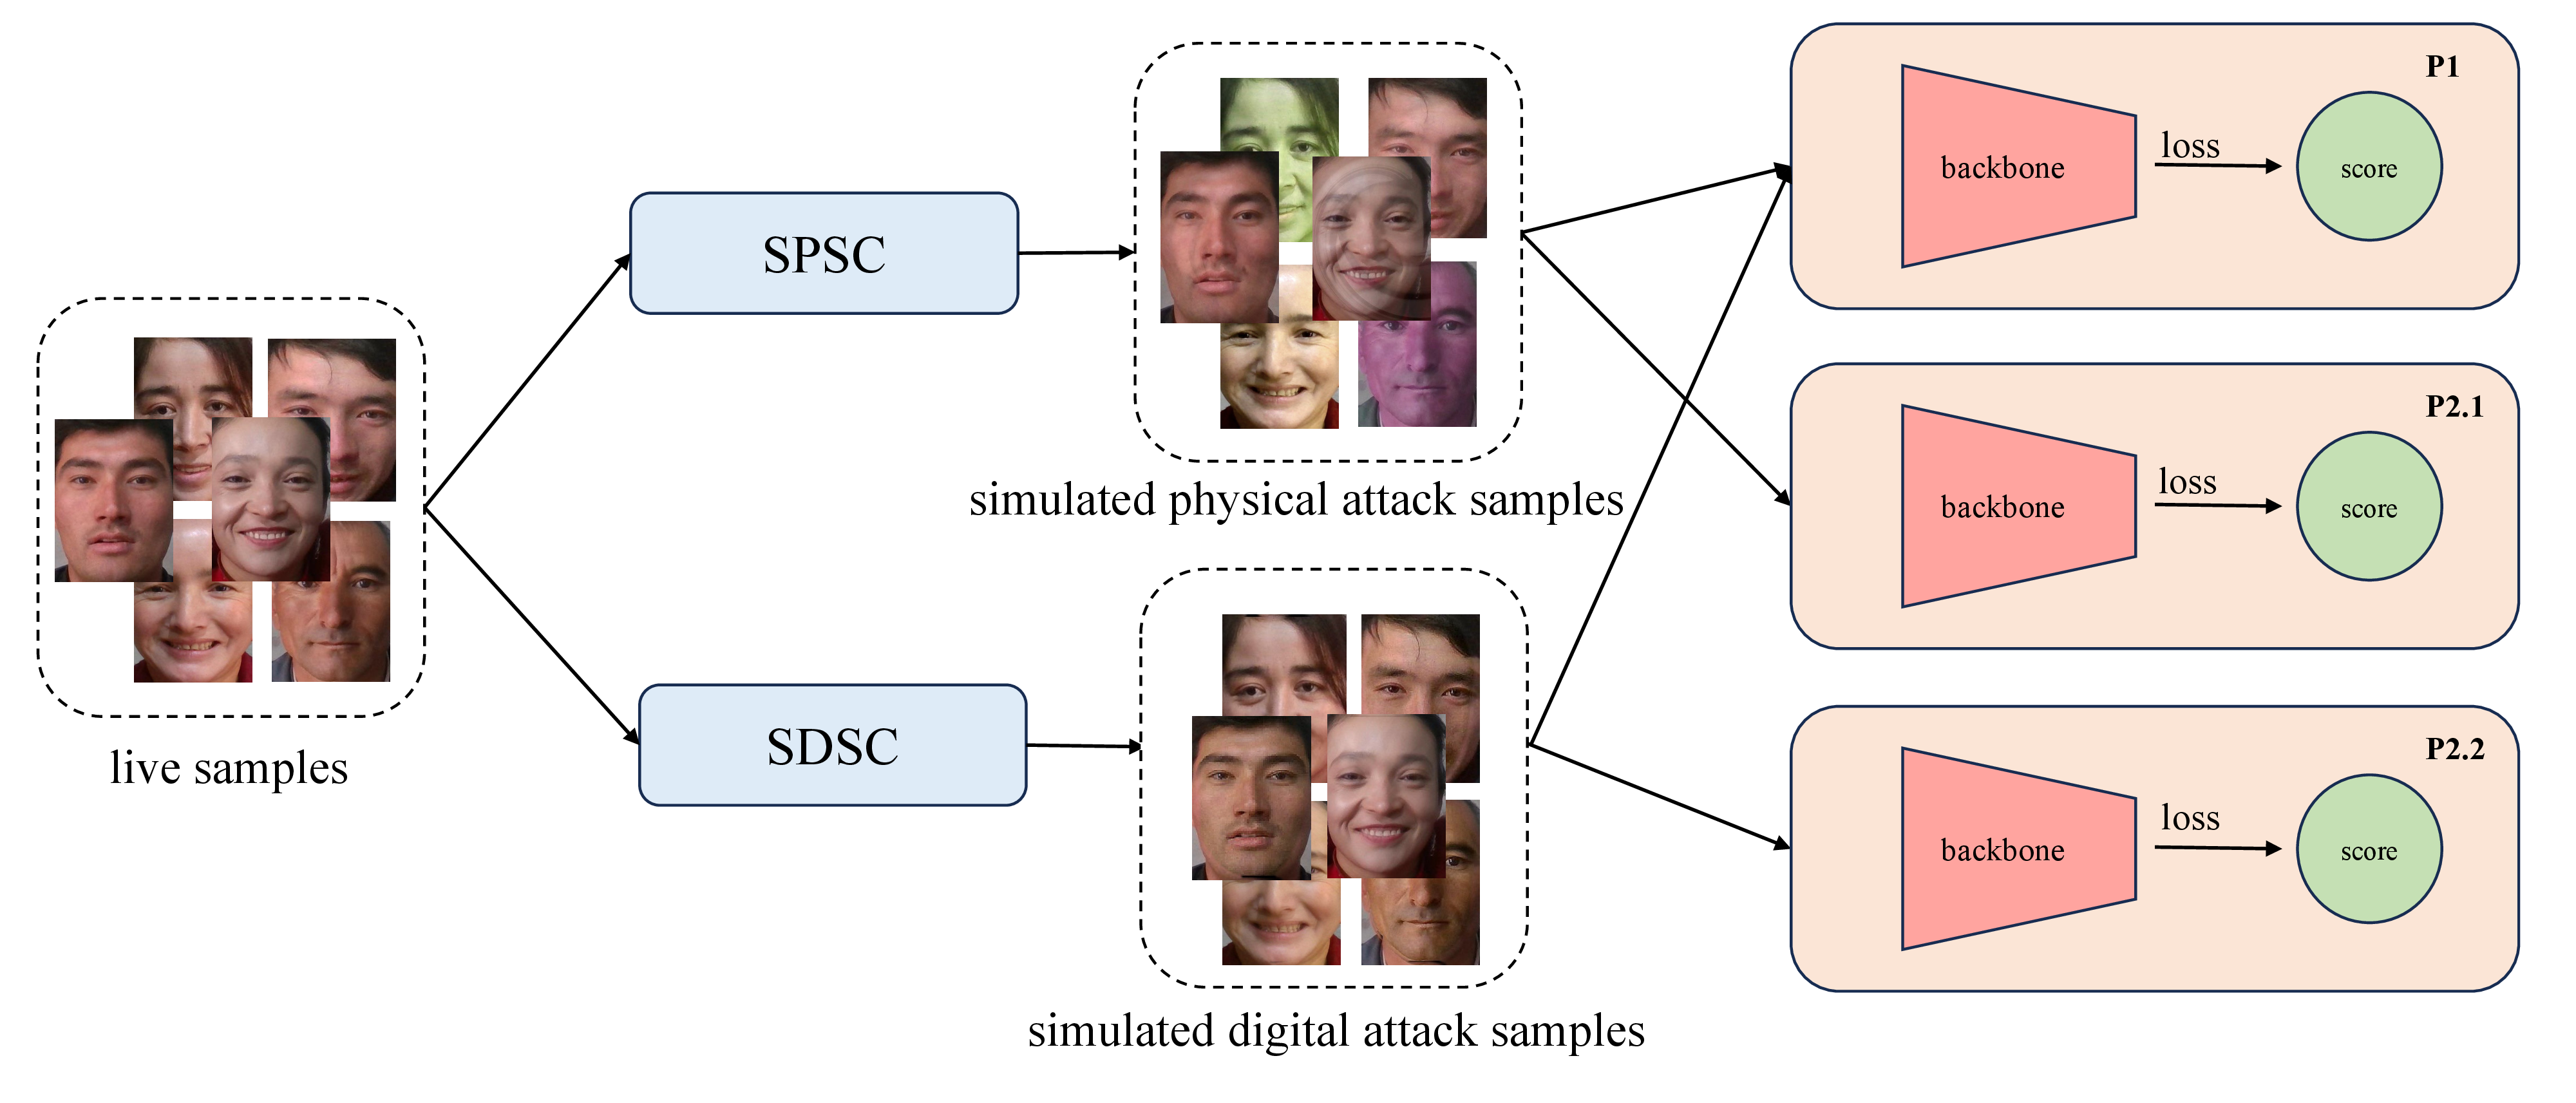 live samples
SPSC
SDSC
simulated physical attack samples
simulated digital attack samples
P1
backbone
loss
score
P2.1
backbone
loss
score
P2.2
backbone
loss
score